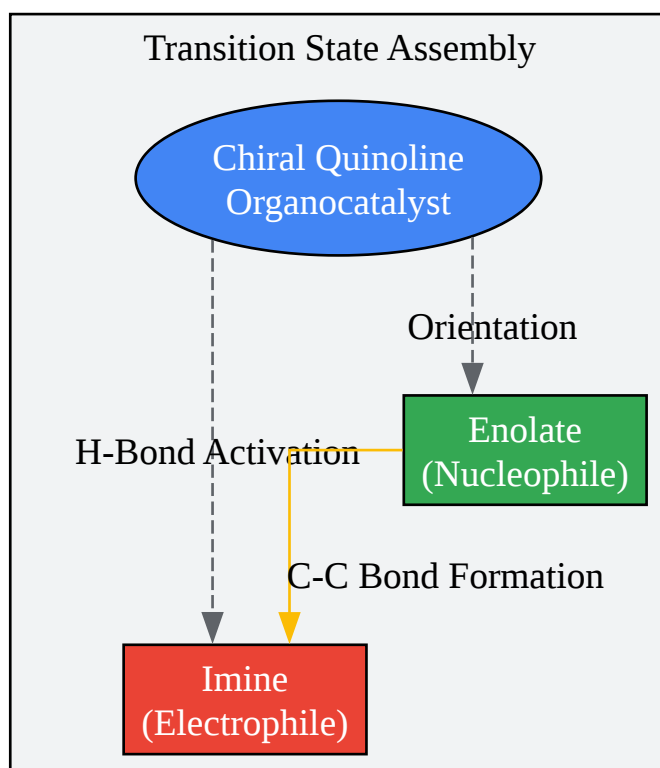 Transition State Assembly
Chiral Quinoline
Organocatalyst
Orientation
Enolate
(Nucleophile)
H-Bond Activation
C-C Bond Formation
Imine
(Electrophile)